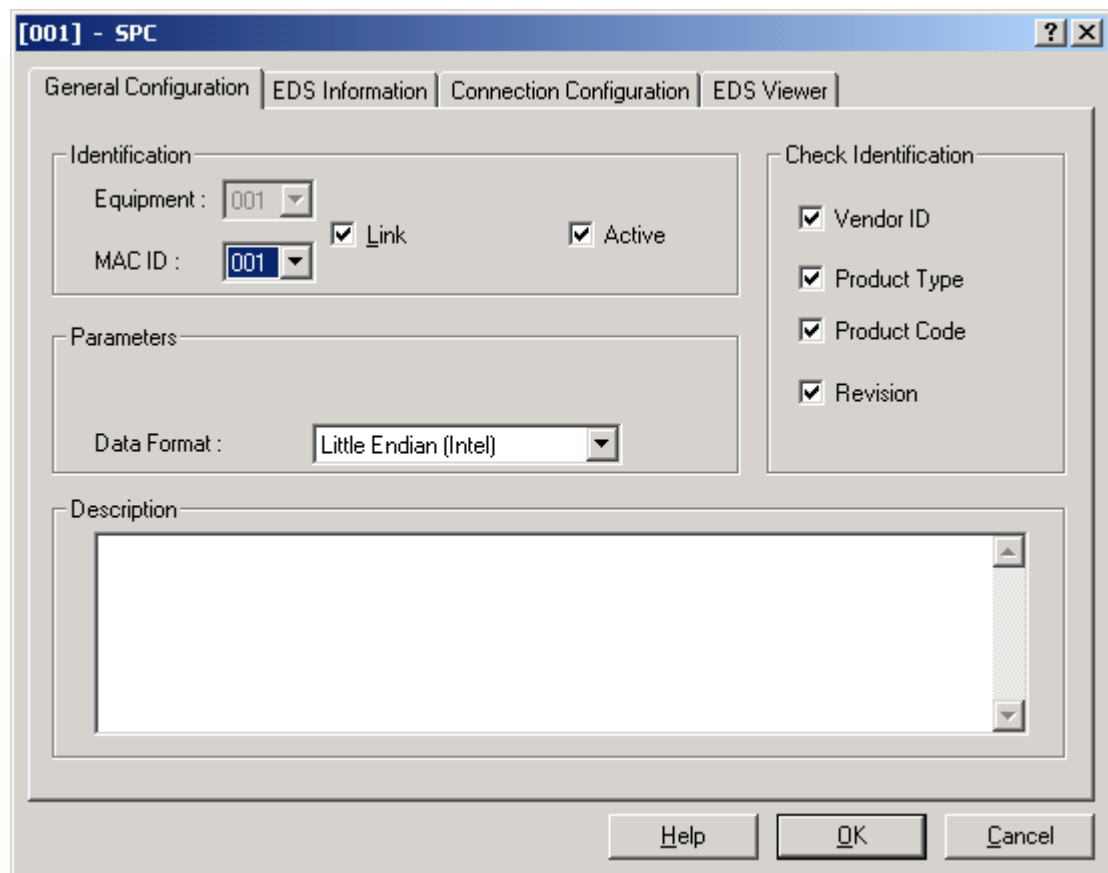 [001] - SPC
General Configuration EDS Information Connection Configuration EDS Viewer
Identification
Equipment : 001
MAC ID : 001
Link
Active
Check Identification
Vendor ID
Product Type
Product Code
Revision
Parameters
Data Format : Little Endian (Intel)
Description
Help OK Cancel